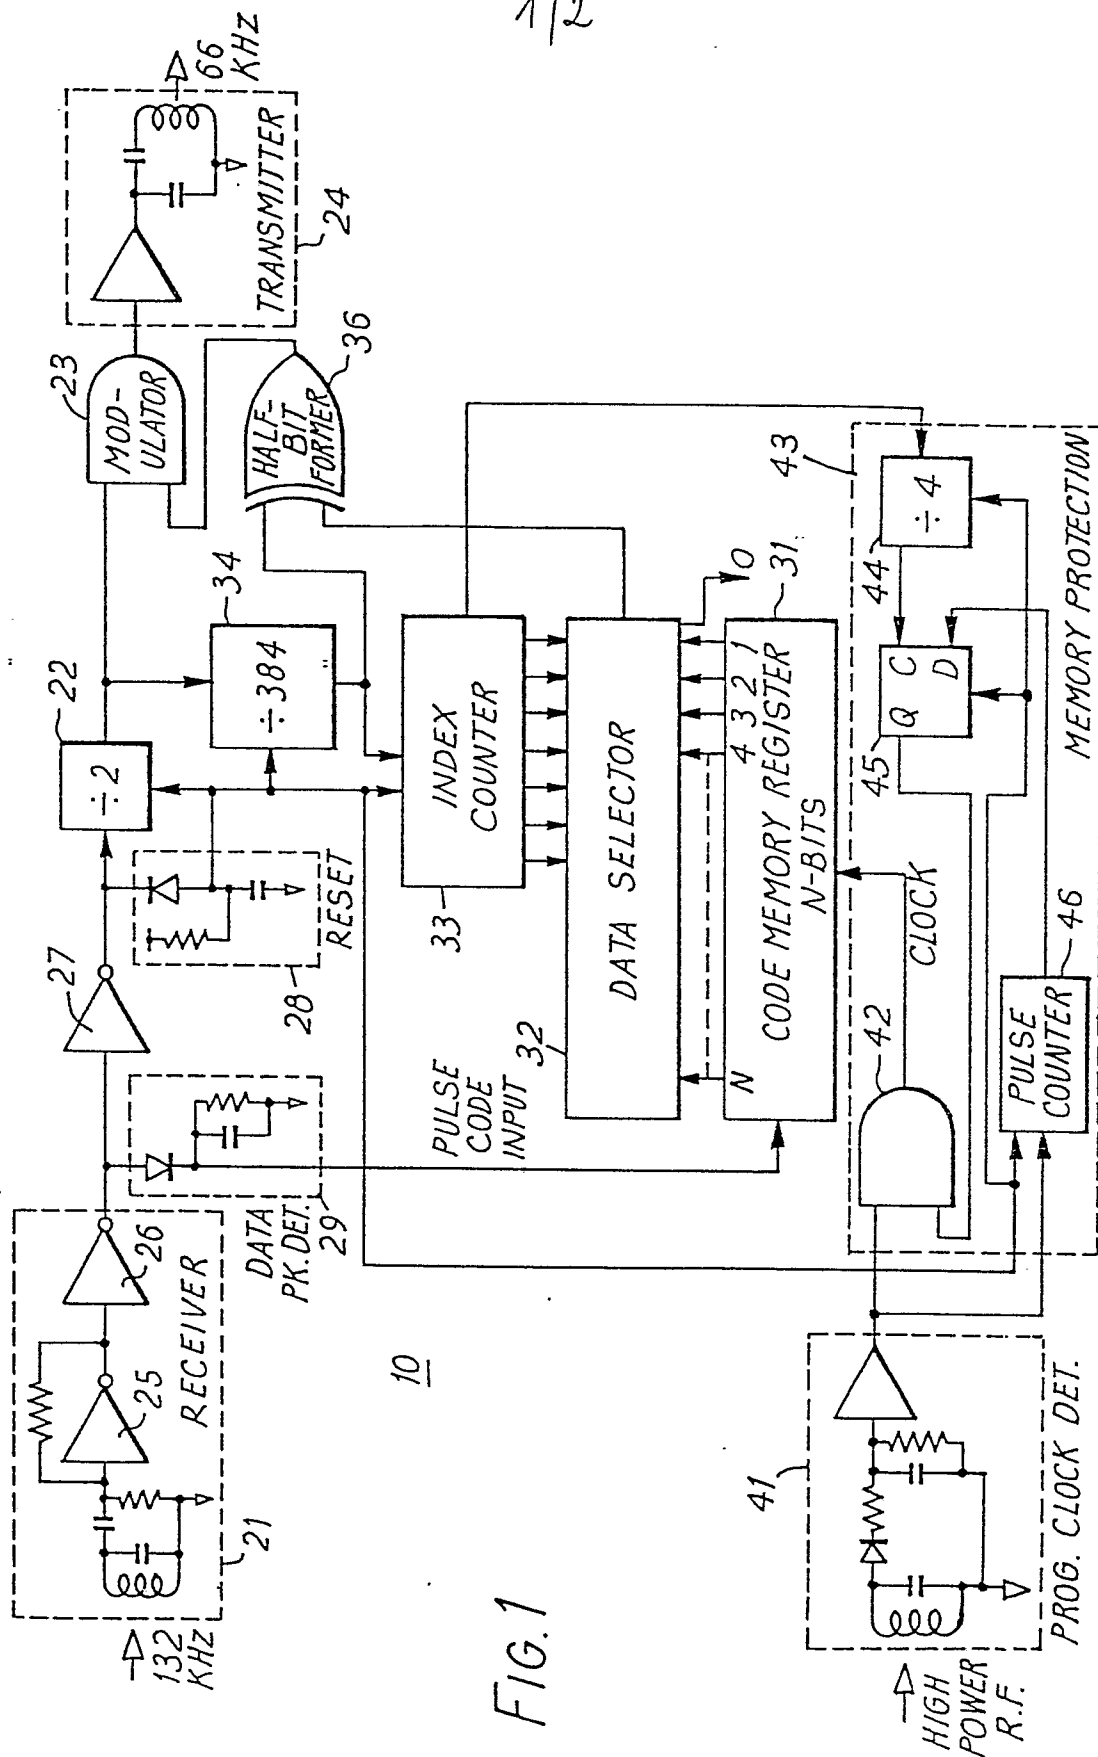 1/2
132
KHz
RECEIVER
21
25
26
DATA
PK.DET.
29
27
RESET
28
÷2
22
MOD-
ULATOR
23
TRANSMITTER
24
66
KHz
÷384
34
HALF-
BIT
FORMER
36
INDEX
COUNTER
33
PULSE
CODE
INPUT
DATA SELECTOR
32
0
N 4 3 2 1
CODE MEMORY REGISTER
N-BITS
31
10
CLOCK
42
43
÷4
44
Q C
D
45
PULSE
COUNTER
46
MEMORY PROTECTION
41
PROG. CLOCK DET.
HIGH
POWER
R.F.
FIG.1